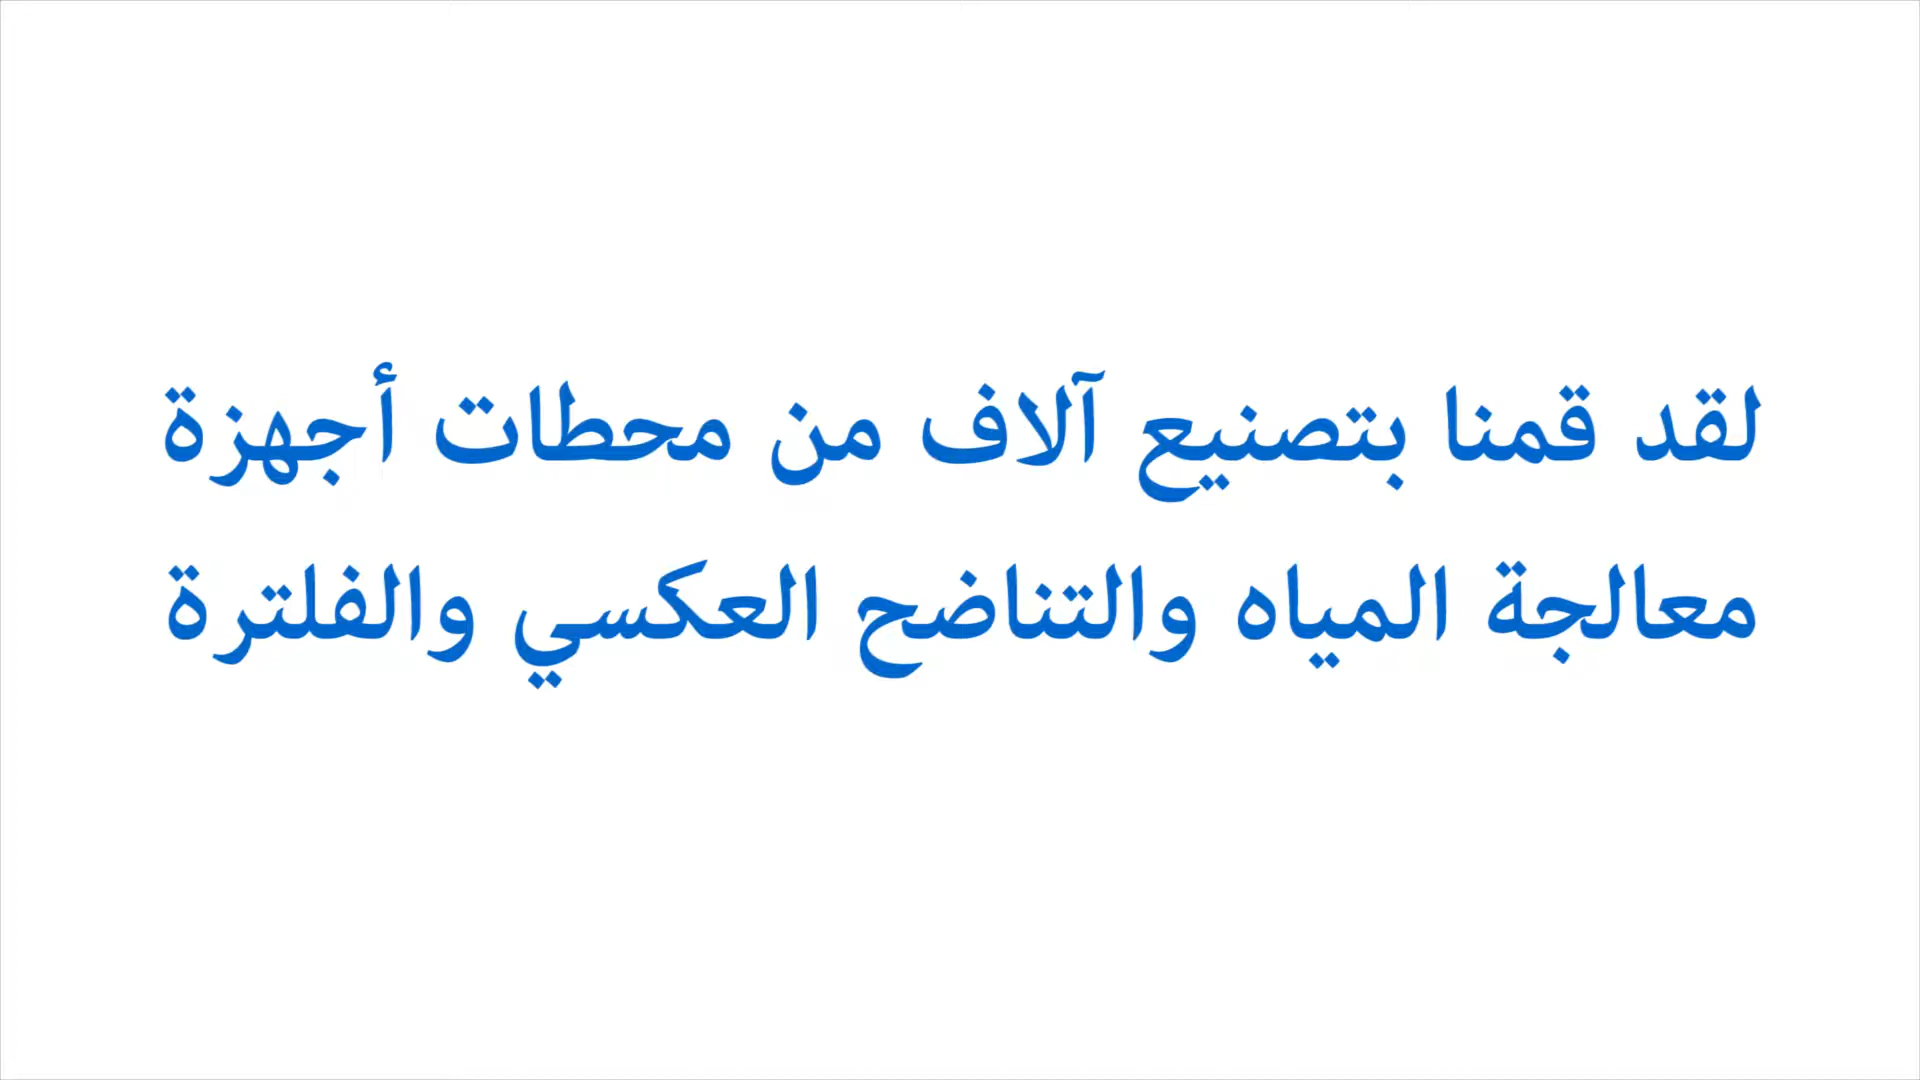 لقد قمنا بتصنيع آلاف من محطات أجهزة
معالجة المياه والتناضح العكسي والفلترة